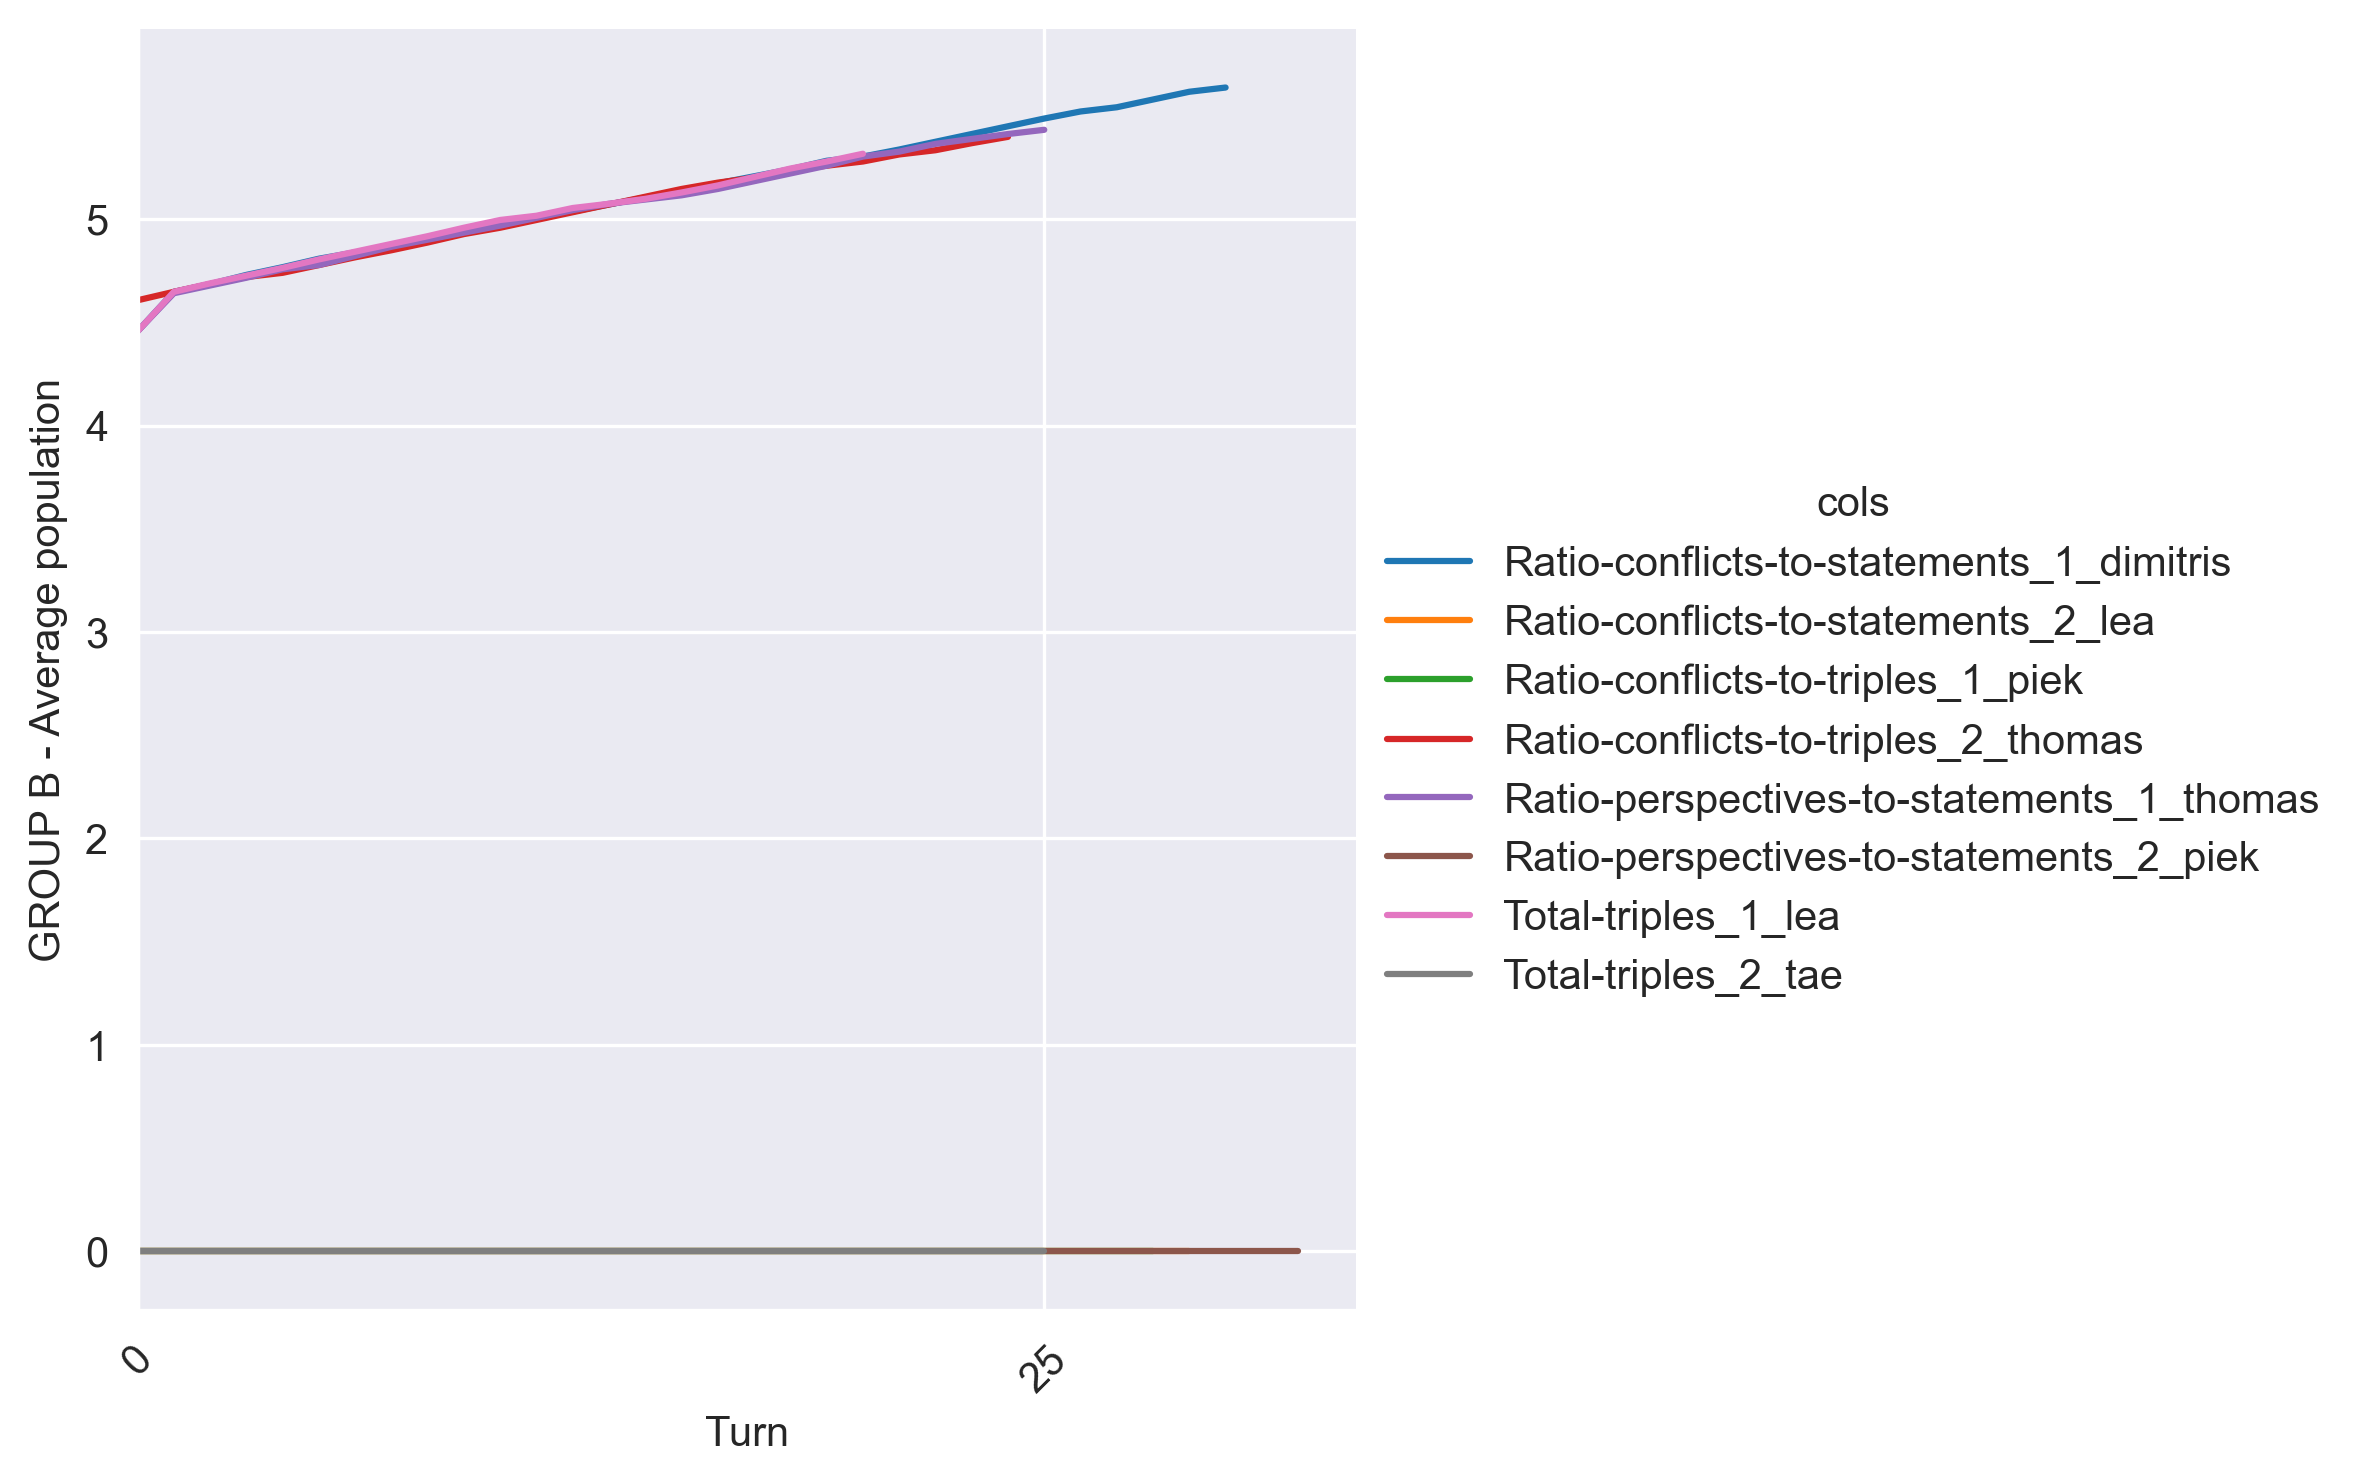 GROUP B - Average population
5
4
3
2
1
0
0
25
Turn
cols
Ratio-conflicts-to-statements_1_dimitris
Ratio-conflicts-to-statements_2_lea
Ratio-conflicts-to-triples_1_piek
Ratio-conflicts-to-triples_2_thomas
Ratio-perspectives-to-statements_1_thomas
Ratio-perspectives-to-statements_2_piek
Total-triples_1_lea
Total-triples_2_tae